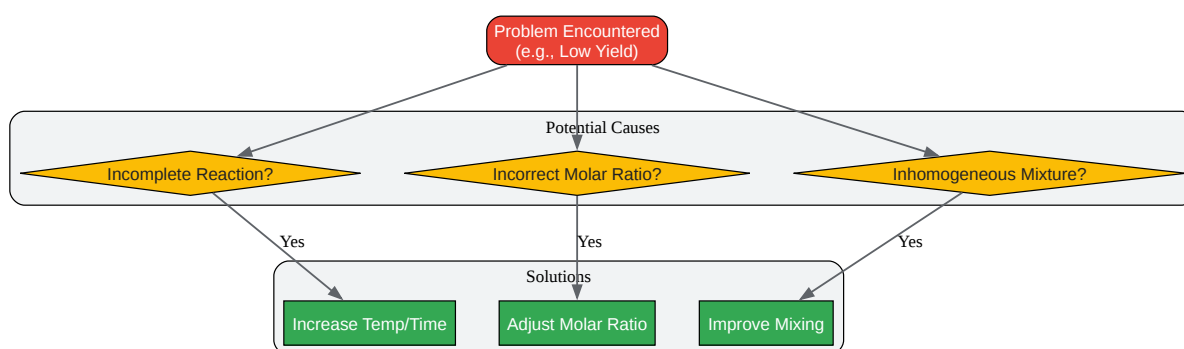 Problem Encountered
(e.g., Low Yield)
Potential Causes
Incomplete Reaction?
Incorrect Molar Ratio?
Inhomogeneous Mixture?
Yes
Yes
Yes
Solutions
Increase Temp/Time
Adjust Molar Ratio
Improve Mixing